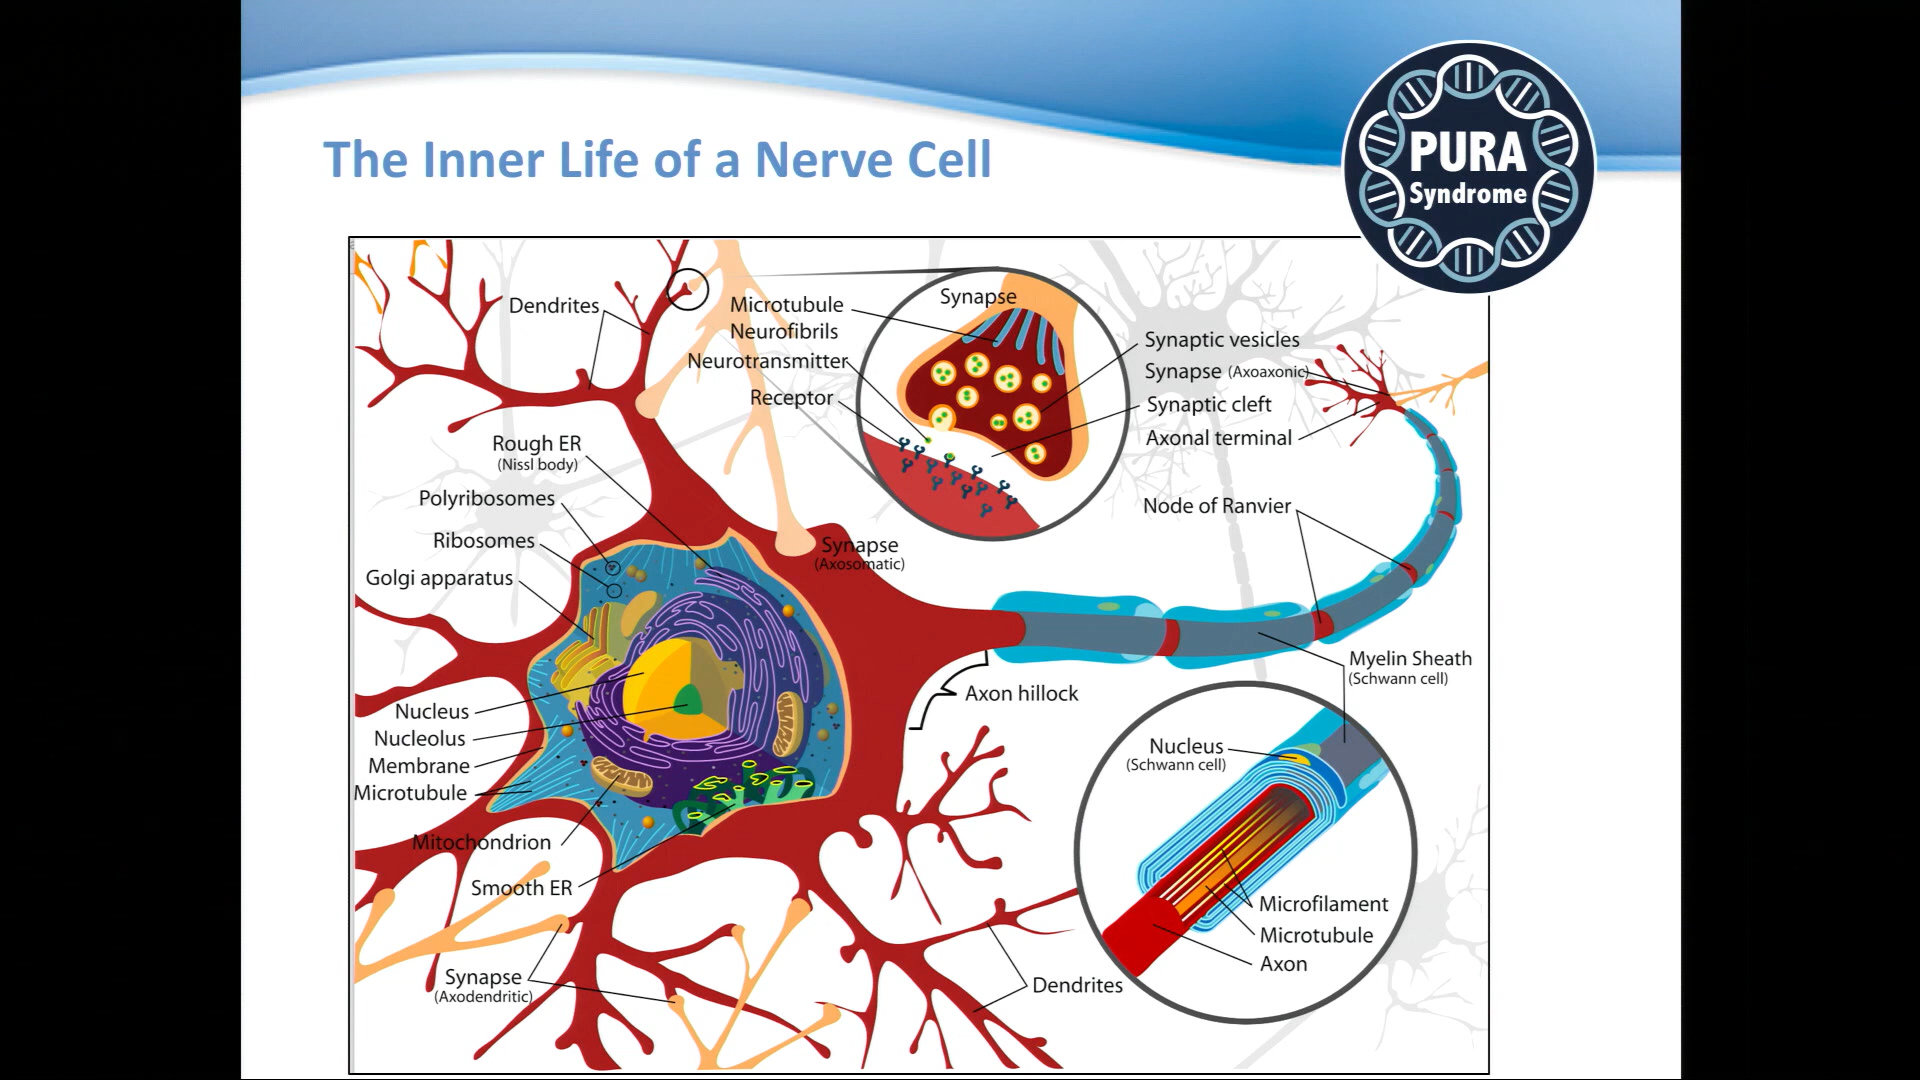 The Inner Life of a Nerve Cell
PURA
Syndrome
Dendrites
Microtubule
Neurofibrils
Neurotransmitter
Receptor
Synapse
Synaptic vesicles
Synapse (Axoaxonic)
Synaptic cleft
Axonal terminal
Rough ER
(Nissl body)
Polyribosomes
Ribosomes
Golgi apparatus
Synapse
(Axosomatic)
Node of Ranvier
Myelin Sheath
(Schwann cell)
Axon hillock
Nucleus
Nucleolus
Membrane
Microtubule
Mitochondrion
Smooth ER
Synapse
(Axodendritic)
Dendrites
Nucleus
(Schwann cell)
Microfilament
Microtubule
Axon